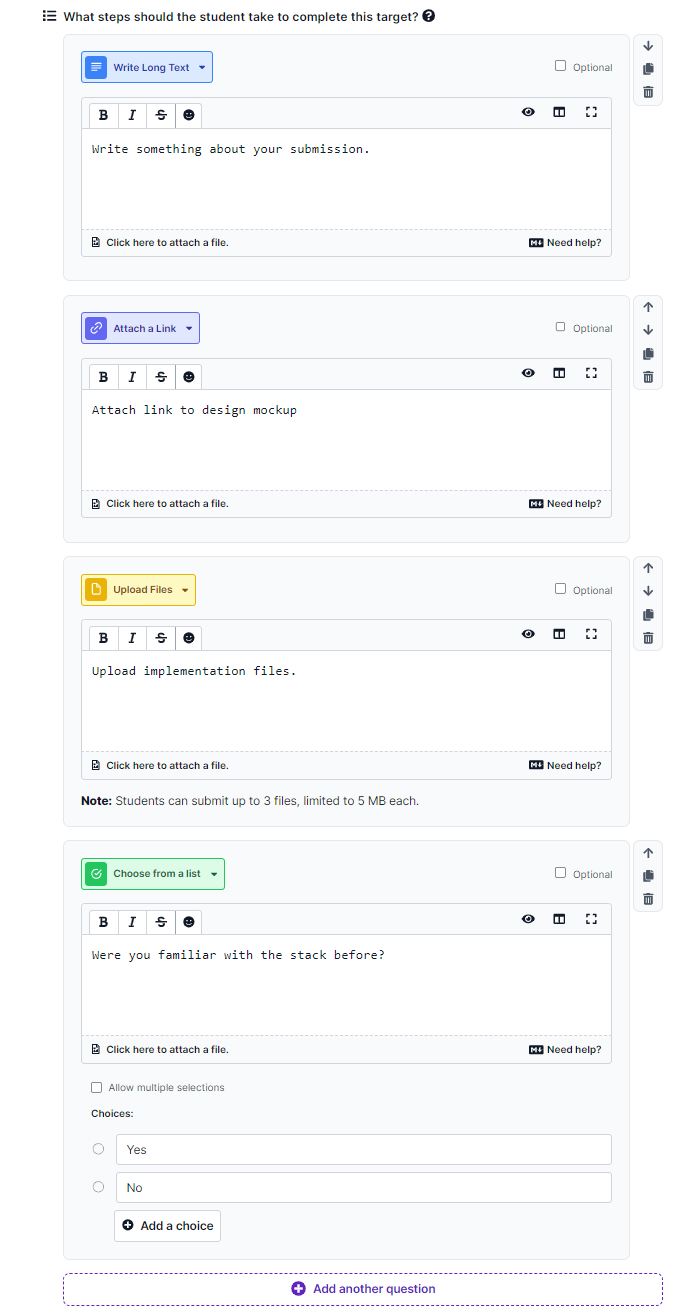 What steps should the student take to complete this target?
Write Long Text
Optional
B I S
Write something about your submission.
Click here to attach a file.
Need help?
Attach a Link
Optional
B I S
Attach link to design mockup
Click here to attach a file.
Need help?
Upload Files
Optional
B I S
Upload implementation files.
Click here to attach a file.
Need help?
Note: Students can submit up to 3 files, limited to 5 MB each.
Choose from a list
Optional
B I S
Were you familiar with the stack before?
Click here to attach a file.
Need help?
Allow multiple selections
Choices:
Yes
No
Add a choice
Add another question